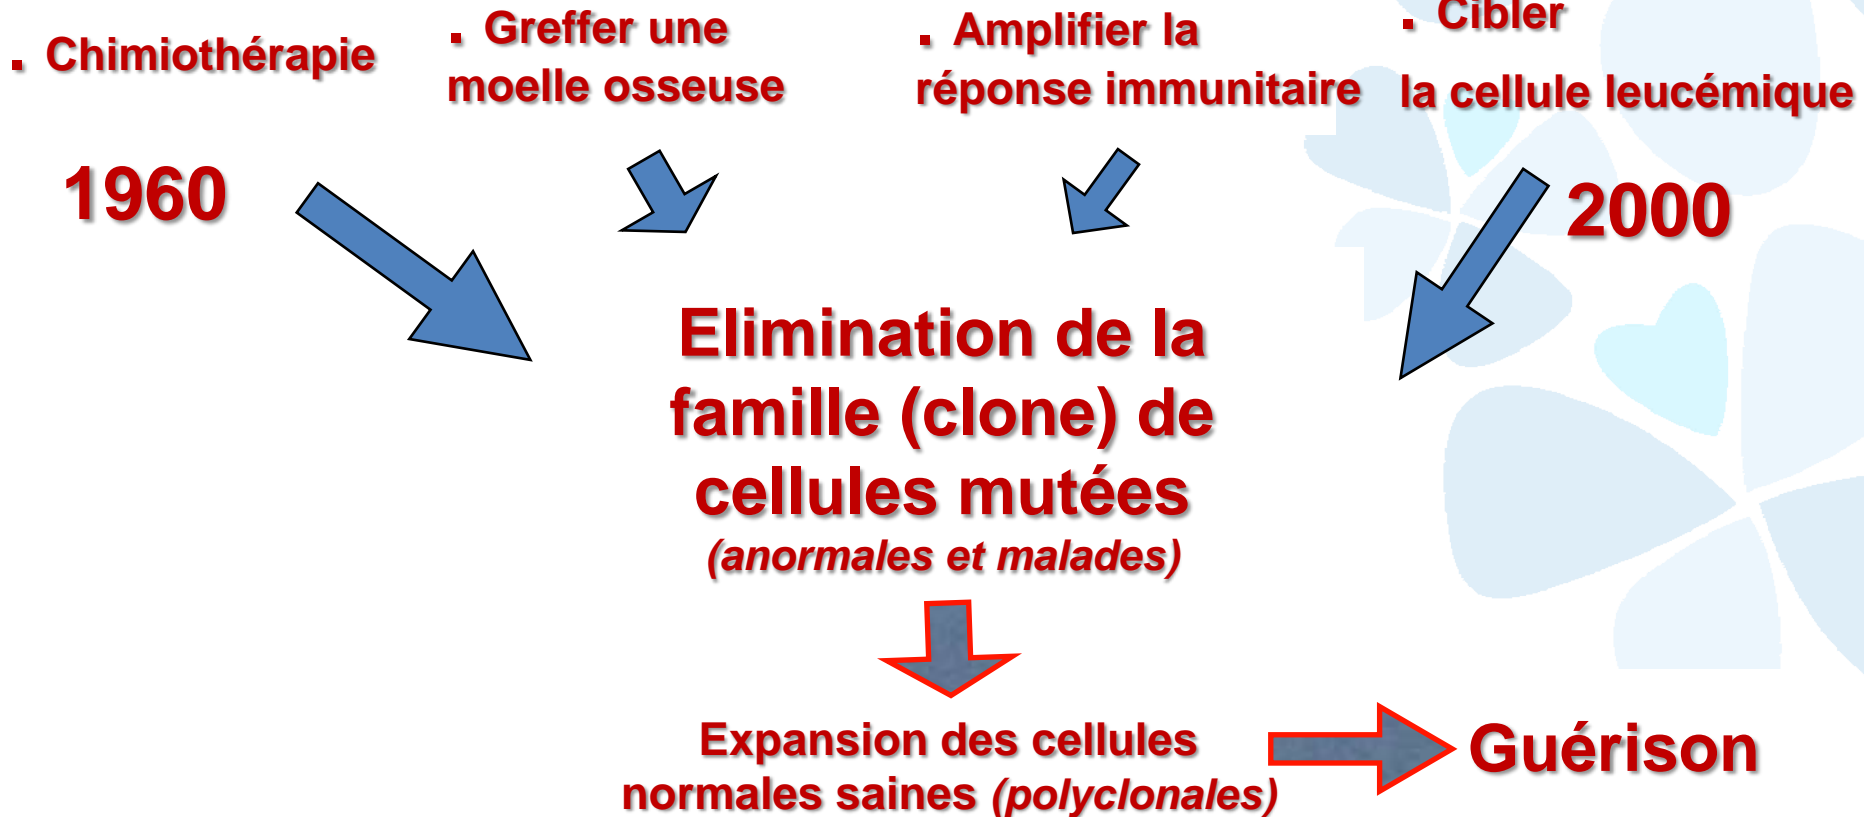 . Chimiothérapie
. Greffer une
moelle osseuse
. Amplifier la
réponse immunitaire
. Cibler
la cellule leucémique
1960
2000
Elimination de la
famille (clone) de
cellules mutées
(anormales et malades)
Expansion des cellules
normales saines (polyclonales)
Guérison